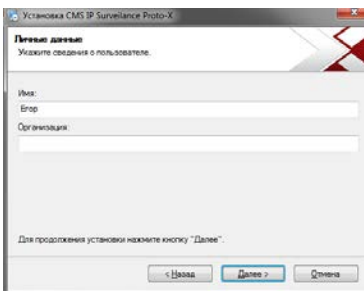 Установка CMS IP Surveilance Proto-X
Личные данные
Укажите сведения о пользователе.
Имя:
Егор
Организация:
Для продолжения установки нажмите кнопку "Далее".
< Назад
Далее >
Отмена